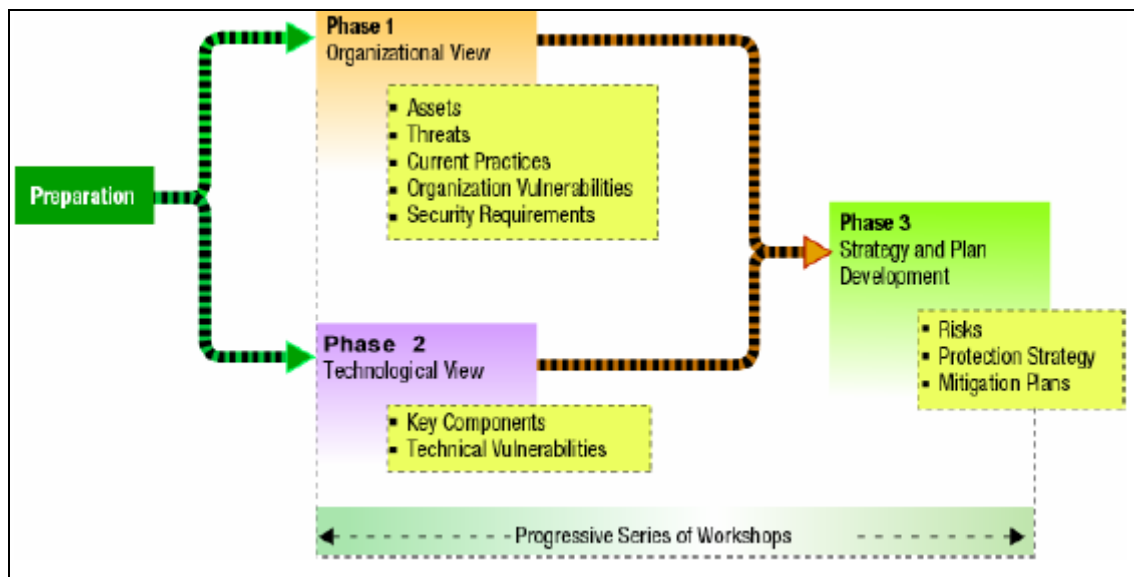 Preparation
Phase 1
Organizational View
▪ Assets
▪ Threats
▪ Current Practices
▪ Organization Vulnerabilities
▪ Security Requirements
Phase 2
Technological View
▪ Key Components
▪ Technical Vulnerabilities
Phase 3
Strategy and Plan
Development
▪ Risks
▪ Protection Strategy
▪ Mitigation Plans
Progressive Series of Workshops